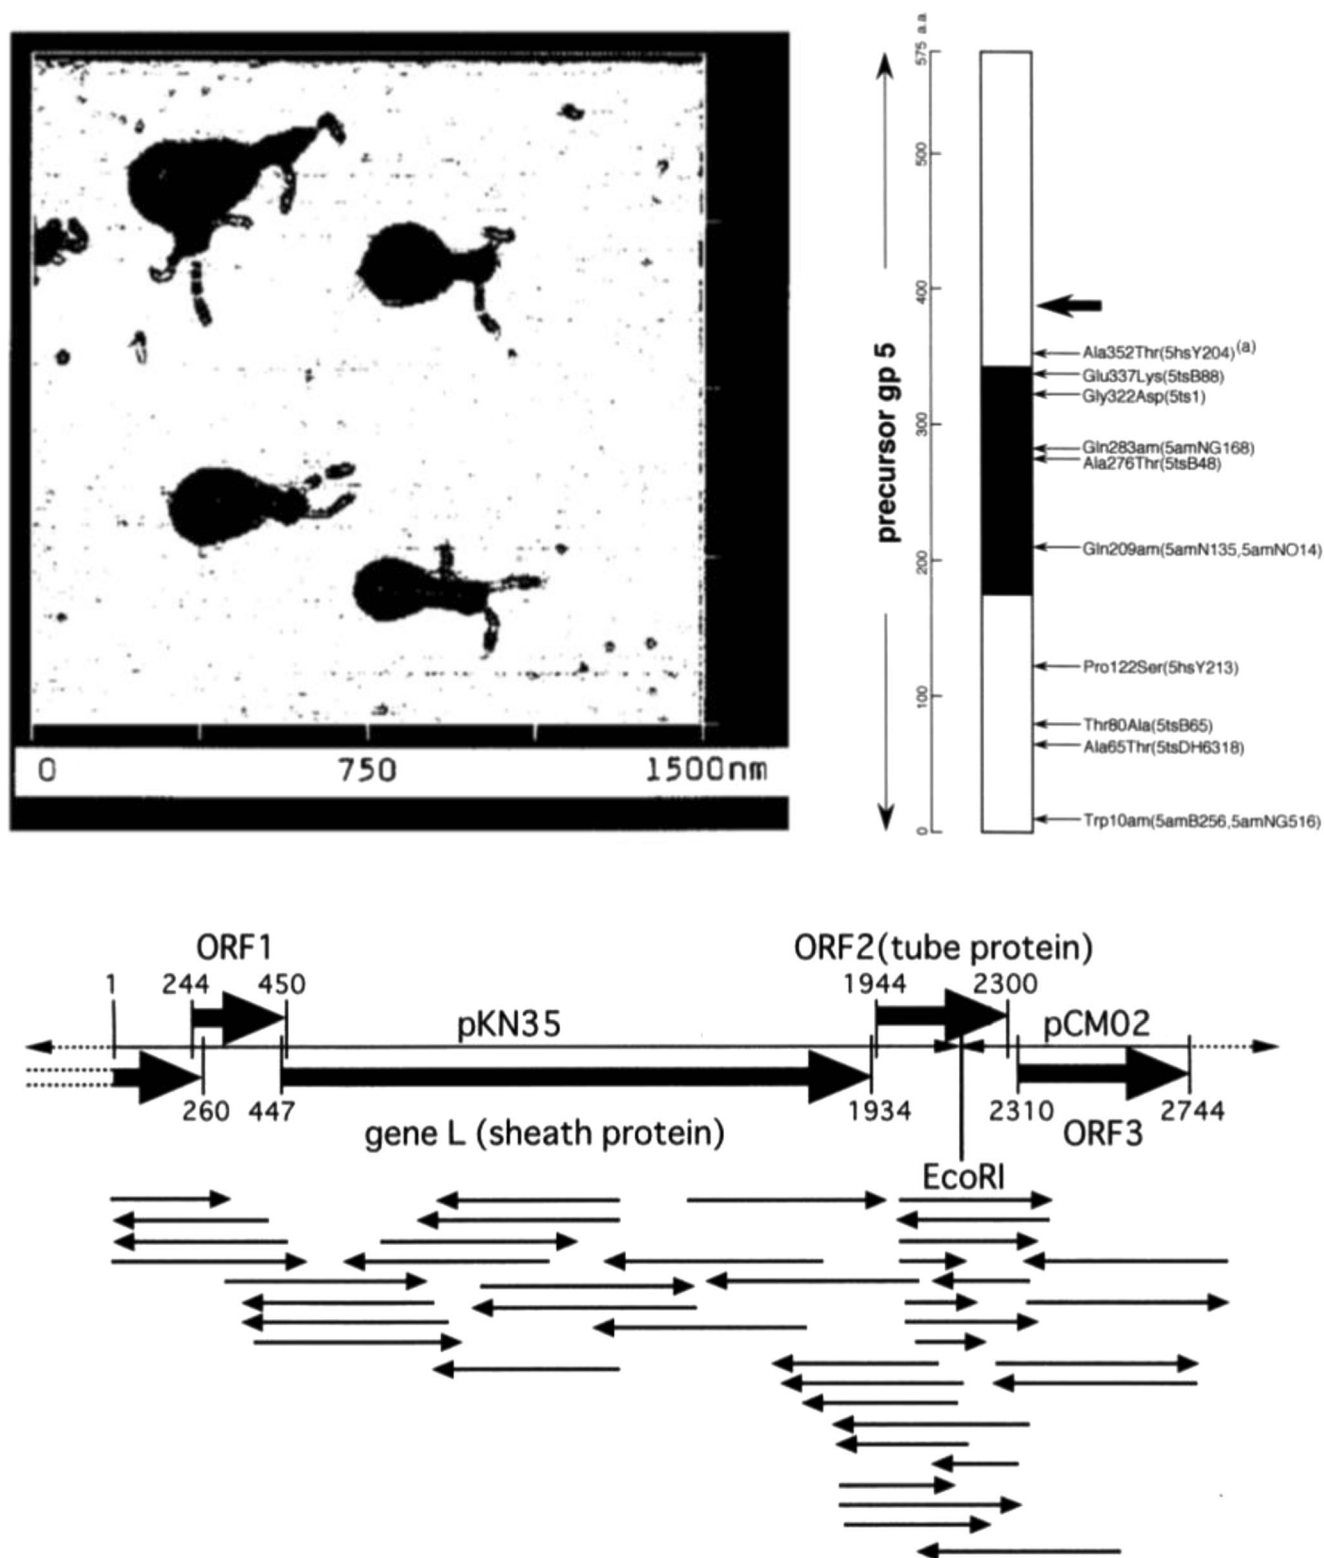 0 750 1500nm
precursor gp 5
575 a.a
500
400
300
200
100
0
Ala352Thr(5hsY204)(a)
Glu337Lys(5tsB88)
Gly322Asp(5ts1)
Gln283am(5amNG168)
Ala276Thr(5tsB48)
Gln209am(5amN135,5amNO14)
Pro122Ser(5hsY213)
Thr80Ala(5tsB65)
Ala65Thr(5tsDH6318)
Trp10am(5amB256,5amNG516)
ORF1 ORF2(tube protein)
1 244 450 1944 2300
pKN35 pCM02
260 447 1934 2310 2744
gene L (sheath protein) ORF3
EcoRI